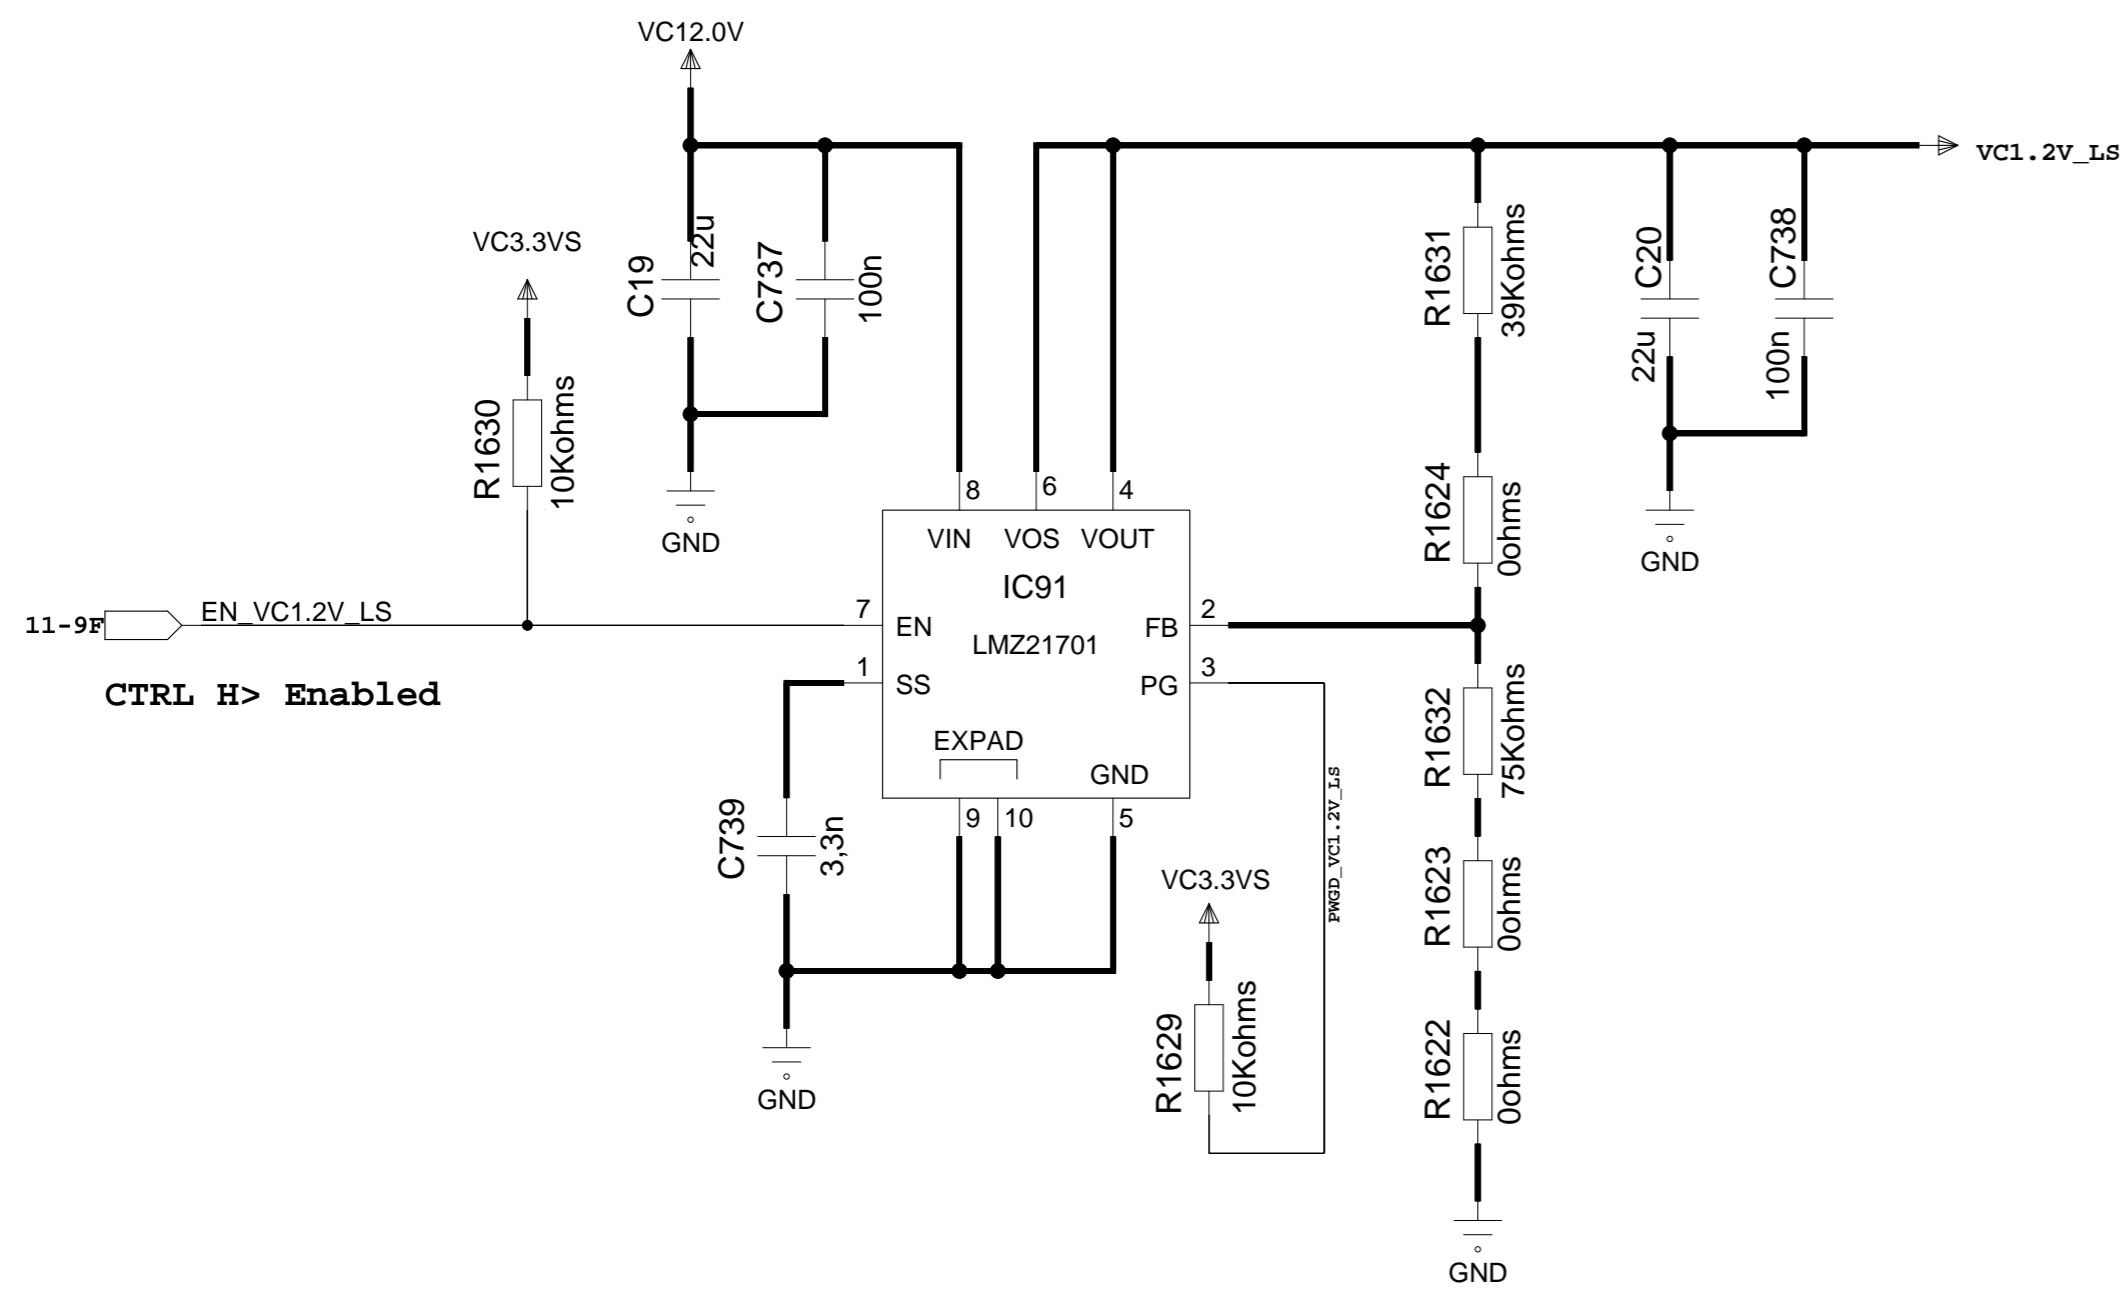 VC12.0V
VC1.2V_LS
VC3.3VS
C19
22u
C737
100n
R1631
39Kohms
C20
22u
C738
100n
R1630
10Kohms
R1624
0ohms
GND
GND
8
6
4
VIN
VOS
VOUT
IC91
LMZ21701
11-9F
EN_VC1.2V_LS
7
EN
FB
2
CTRL H> Enabled
1
SS
PG
3
EXPAD
GND
R1632
75Kohms
9
10
5
C739
3,3n
PWGD_VC1.2V_LS
R1623
0ohms
VC3.3VS
R1629
10Kohms
R1622
0ohms
GND
GND